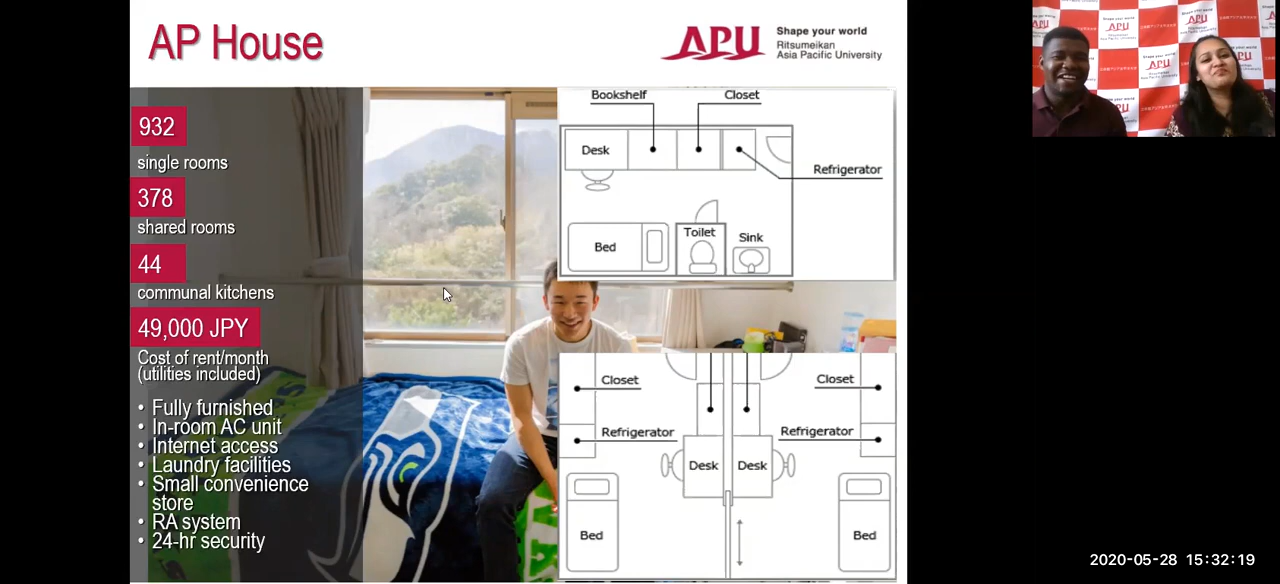 AP House
APU
Shape your world
Ritsumeikan
Asia Pacific University
932
single rooms
378
shared rooms
44
communal kitchens
49,000 JPY
Cost of rent/month
(utilities included)
• Fully furnished
• In-room AC unit
• Internet access
• Laundry facilities
• Small convenience
store
• RA system
• 24-hr security
Bookshelf
Closet
Desk
Refrigerator
Bed
Toilet
Sink
Closet
Closet
Refrigerator
Refrigerator
Desk
Desk
Bed
Bed
APU
APU
APU
2020-05-28 15:32:19